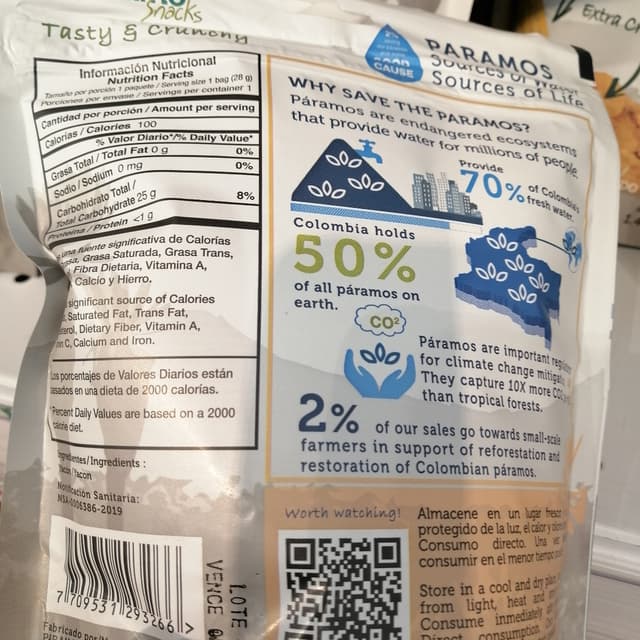 Snacks
Tasty & Crunchy
Información Nutricional
Nutrition Facts
Tamaño por porción 1 paquete / Serving size 1 bag (28 g)
Porciones por envase / Servings per container 1
Cantidad por porción / Amount per serving
Calorías / Calories 100
% Valor Diario*/% Daily Value*
Grasa Total / Total Fat 0 g 0%
Sodio / Sodium 0 mg 0%
Carbohidrato Total /
Total Carbohydrate 25 g 8%
Proteína / Protein <1 g
una fuente significativa de Calorías
Grasa Saturada, Grasa Trans,
Fibra Dietaria, Vitamina A,
Calcio y Hierro.
significant source of Calories
Saturated Fat, Trans Fat,
Dietary Fiber, Vitamin A,
C, Calcium and Iron.
Los porcentajes de Valores Diarios están
basados en una dieta de 2000 calorías.
Percent Daily Values are based on a 2000
calorie diet.
Ingredientes / Ingredients :
Yacon / Yacon
Notificación Sanitaria:
NSA-0006386-2019
7 709531 293266 >
LOTE
VENCE
Fabricado por
GOOD
CAUSE
PARAMOS
Sources of Water
Sources of Life
WHY SAVE THE PARAMOS?
Páramos are endangered ecosystems
that provide water for millions of people.
Provide
70% of Colombia's
fresh water
Colombia holds
50%
of all páramos on
earth.
CO²
Páramos are important
for climate change
They capture 10X more
than tropical forests.
2% of our sales go towards small-scale
farmers in support of reforestation and
restoration of Colombian páramos.
Worth watching!
Almacene en un lugar fresco
protegido de la luz, el calor y
Consumo directo. Una vez
consumir en el menor tiempo
Store in a cool and dry place
from light, heat and
Consume immediately
Direct consumption.
Extra